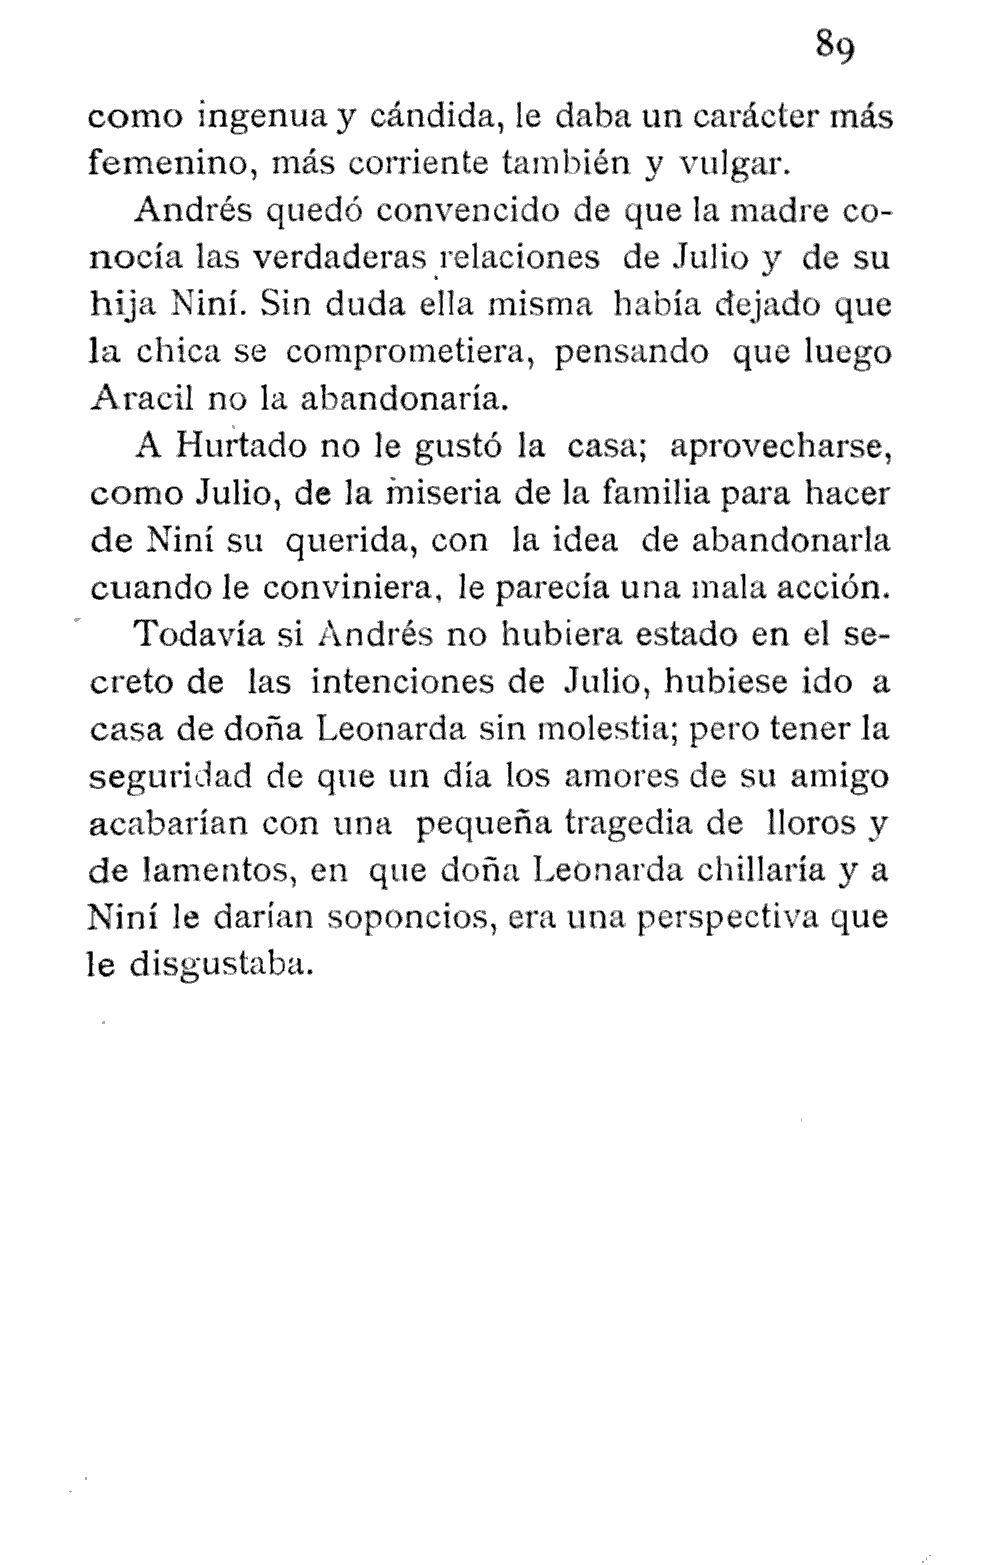 89
como ingenua y cándida, le daba un carácter más
femenino, más corriente también y vulgar.
Andrés quedó convencido de que la madre co-
nocía las verdaderas relaciones de Julio y de su
hija Niní. Sin duda ella misma había dejado que
la chica se comprometiera, pensando que luego
Aracil no la abandonaría.
A Hurtado no le gustó la casa; aprovecharse,
como Julio, de la miseria de la familia para hacer
de Niní su querida, con la idea de abandonarla
cuando le conviniera, le parecía una mala acción.
Todavía si Andrés no hubiera estado en el se-
creto de las intenciones de Julio, hubiese ido a
casa de doña Leonarda sin molestia; pero tener la
seguridad de que un día los amores de su amigo
acabarían con una pequeña tragedia de lloros y
de lamentos, en que doña Leonarda chillaría y a
Niní le darían soponcios, era una perspectiva que
le disgustaba.